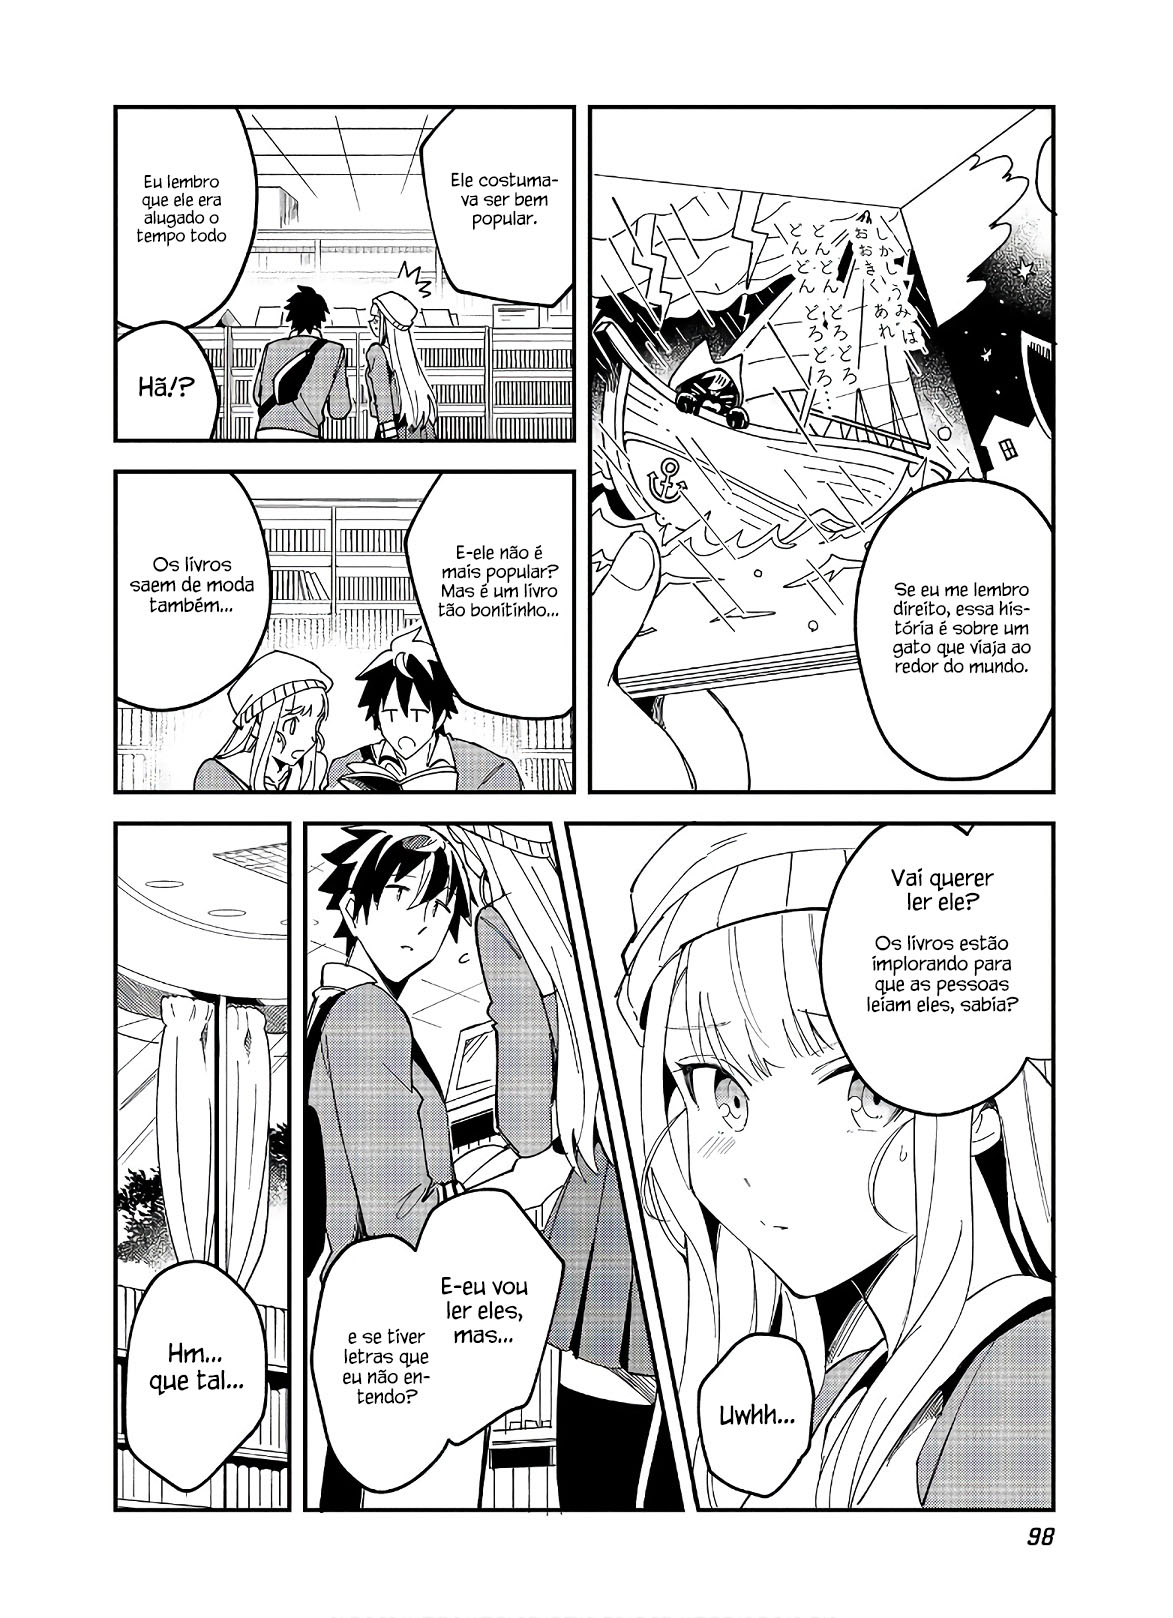 しかしうみは
おおきく あれ
とんとん とろとろ
どんどん どろどろ…
Se eu me lembro
direito, essa his-
tória é sobre um
gato que viaja ao
redor do mundo.
Ele costuma-
va ser bem
popular.
Eu lembro
que ele era
alugado o
tempo todo
Hã!?
E-ele não é
mais popular?
Mas é um livro
tão bonitinho...
Os livros
saem de moda
também...
Vai querer
ler ele?
Os livros estão
implorando para
que as pessoas
leiam eles, sabia?
Uwhh...
E-eu vou
ler eles,
mas...
e se tiver
letras que
eu não en-
tendo?
Hm...
que tal...
98